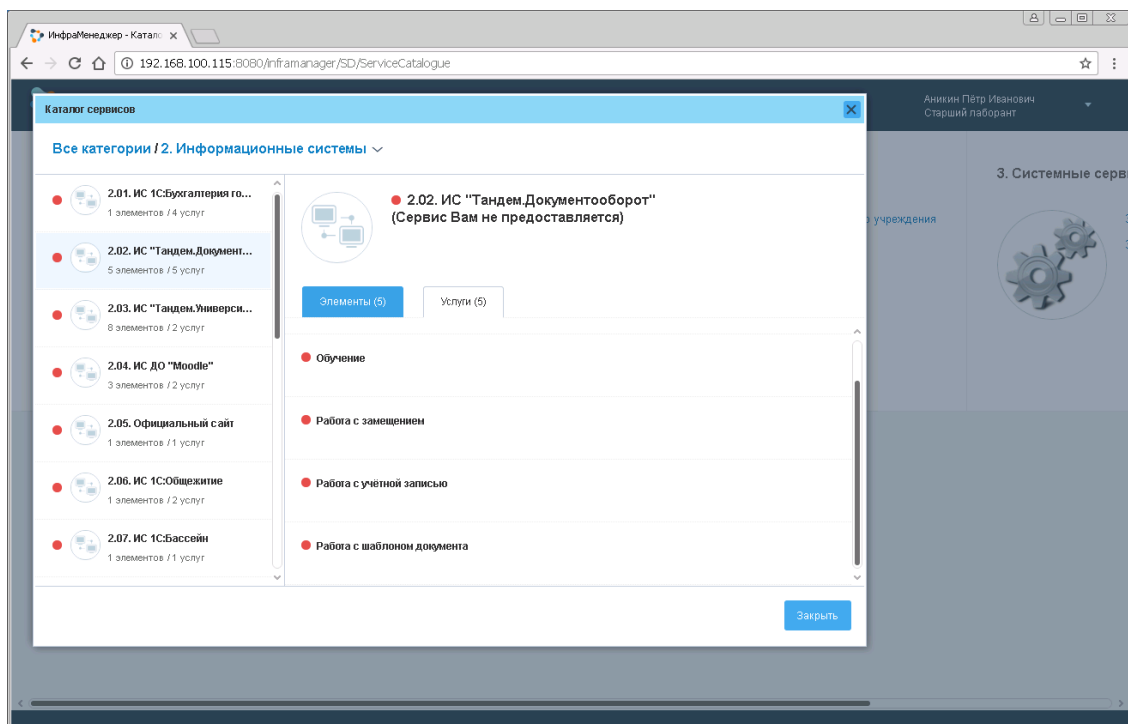 ИнфраМенеджер - Катало
192.168.100.115:8080/inframanager/SD/ServiceCatalogue
Аникин Пётр Иванович
Старший лаборант
Каталог сервисов
Все категории / 2. Информационные системы
2.01. ИС 1С:Бухгалтерия го...
1 элементов / 4 услуг
2.02. ИС "Тандем.Документ...
5 элементов / 5 услуг
2.03. ИС "Тандем.Универси...
8 элементов / 2 услуг
2.04. ИС ДО "Moodle"
3 элементов / 2 услуг
2.05. Официальный сайт
1 элементов / 1 услуг
2.06. ИС 1С:Общежитие
1 элементов / 2 услуг
2.07. ИС 1С:Бассейн
1 элементов / 1 услуг
2.02. ИС "Тандем.Документооборот"
(Сервис Вам не предоставляется)
Элементы (5)
Услуги (5)
Обучение
Работа с замещением
Работа с учётной записью
Работа с шаблоном документа
Закрыть
учреждения
3. Системные серв